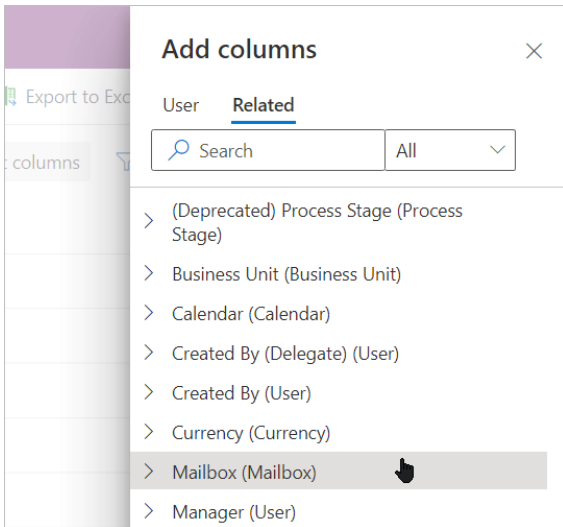 Add columns
Export to Exc
User Related
Search All
columns
(Deprecated) Process Stage (Process
Stage)
Business Unit (Business Unit)
Calendar (Calendar)
Created By (Delegate) (User)
Created By (User)
Currency (Currency)
Mailbox (Mailbox)
Manager (User)